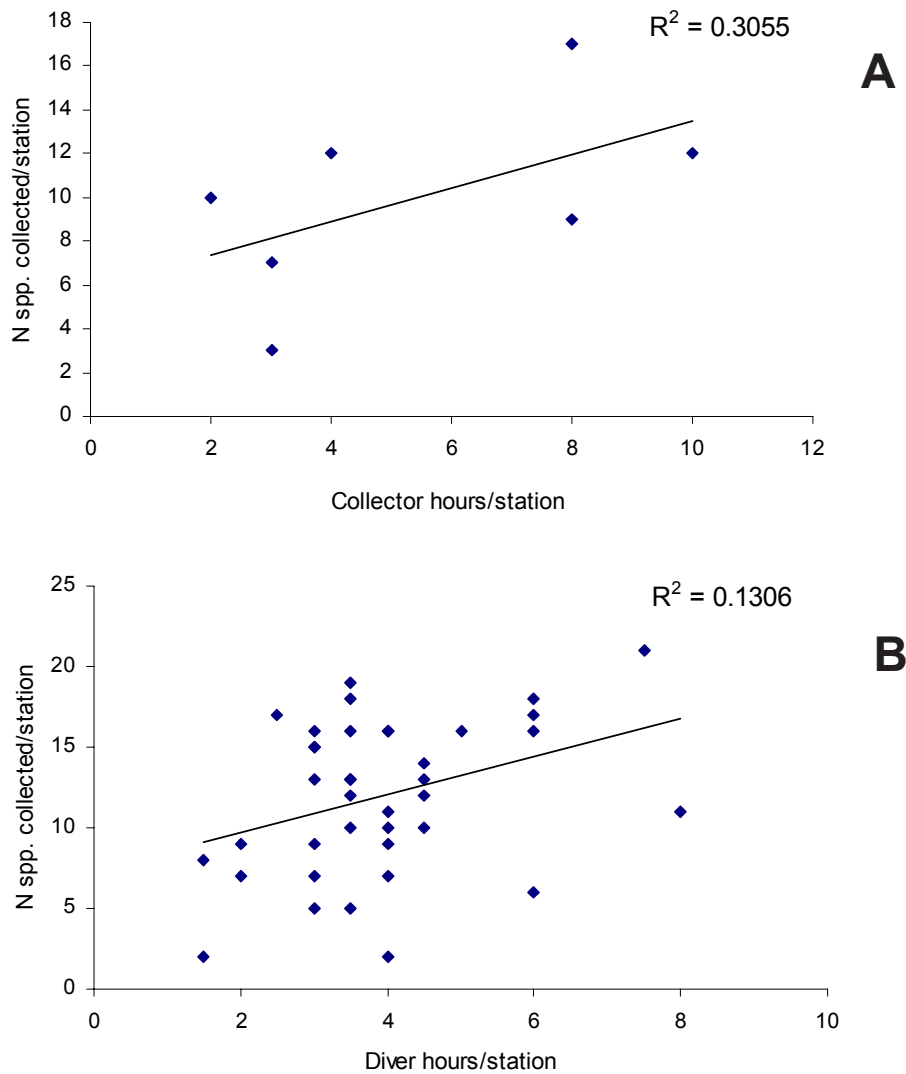 R² = 0.3055
A
18
16
14
12
10
8
6
4
2
0
N spp. collected/station
0 2 4 6 8 10 12
Collector hours/station
R² = 0.1306
B
25
20
15
10
5
0
N spp. collected/station
0 2 4 6 8 10
Diver hours/station